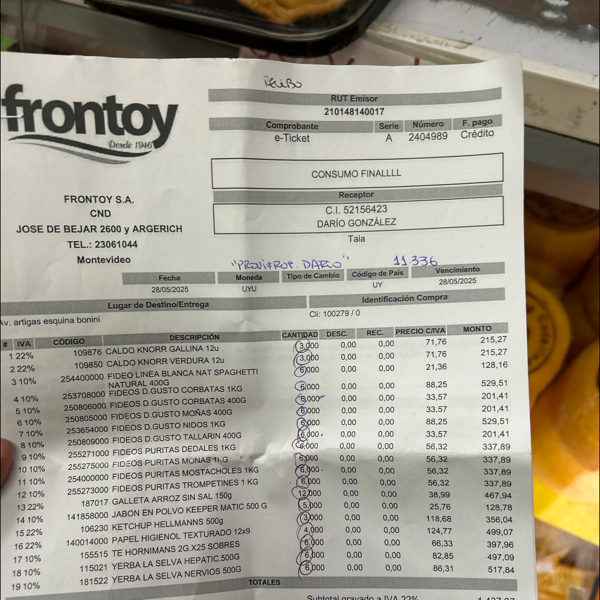 Recibo
frontoy
Desde 1946
RUT Emisor
210148140017
Comprobante Serie Número F. pago
e-Ticket A 2404989 Crédito
CONSUMO FINALLLL
Receptor
C.I. 52156423
DARÍO GONZÁLEZ
Tala
FRONTOY S.A.
CND
JOSE DE BEJAR 2600 y ARGERICH
TEL.: 23061044
Montevideo
DARIO" 11336
Fecha Moneda Tipo de Cambio Código de País Vencimiento
28/05/2025 UYU UY 28/05/2025
Lugar de Destino/Entrega Identificación Compra
Av. artigas esquina bonini Cli: 100279 / 0
# IVA CÓDIGO DESCRIPCIÓN CANTIDAD DESC. REC. PRECIO C/IVA MONTO
1 22% 109876 CALDO KNORR GALLINA 12u 3,000 0,00 0,00 71,76 215,27
2 22% 109850 CALDO KNORR VERDURA 12u 3,000 0,00 0,00 71,76 215,27
3 10% 254400000 FIDEO LINEA BLANCA NAT SPAGHETTI 6,000 0,00 0,00 21,36 128,16
NATURAL 400G
4 10% 253708000 FIDEOS D.GUSTO CORBATAS 1KG 6,000 0,00 0,00 88,25 529,51
5 10% 250806000 FIDEOS D.GUSTO CORBATAS 400G 6,000 0,00 0,00 33,57 201,41
6 10% 250805000 FIDEOS D.GUSTO MOÑAS 400G 6,000 0,00 0,00 33,57 201,41
7 10% 253654000 FIDEOS D.GUSTO NIDOS 1KG 6,000 0,00 0,00 88,25 529,51
8 10% 250809000 FIDEOS D.GUSTO TALLARIN 400G 6,000 0,00 0,00 33,57 201,41
9 10% 255271000 FIDEOS PURITAS DEDALES 1KG 6,000 0,00 0,00 56,32 337,89
10 10% 255275000 FIDEOS PURITAS MOÑAS 1KG 6,000 0,00 0,00 56,32 337,89
11 10% 254000000 FIDEOS PURITAS MOSTACHOLES 1KG 6,000 0,00 0,00 56,32 337,89
12 10% 255273000 FIDEOS PURITAS TROMPETINES 1 KG 6,000 0,00 0,00 56,32 337,89
13 22% 187017 GALLETA ARROZ SIN SAL 150g 12,000 0,00 0,00 38,99 467,94
14 10% 141858000 JABON EN POLVO KEEPER MATIC 500 G 5,000 0,00 0,00 25,76 128,78
15 22% 106230 KETCHUP HELLMANNS 500g 3,000 0,00 0,00 118,68 356,04
16 22% 140014000 PAPEL HIGIENOL TEXTURADO 12x9 4,000 0,00 0,00 124,77 499,07
17 10% 155515 TE HORNIMANS 2G.X25 SOBRES 6,000 0,00 0,00 66,33 397,96
18 10% 115021 YERBA LA SELVA HEPATIC.500G 6,000 0,00 0,00 82,85 497,09
19 10% 181522 YERBA LA SELVA NERVIOS 500G 6,000 0,00 0,00 86,31 517,84
TOTALES
Subtotal gravado a IVA 22%